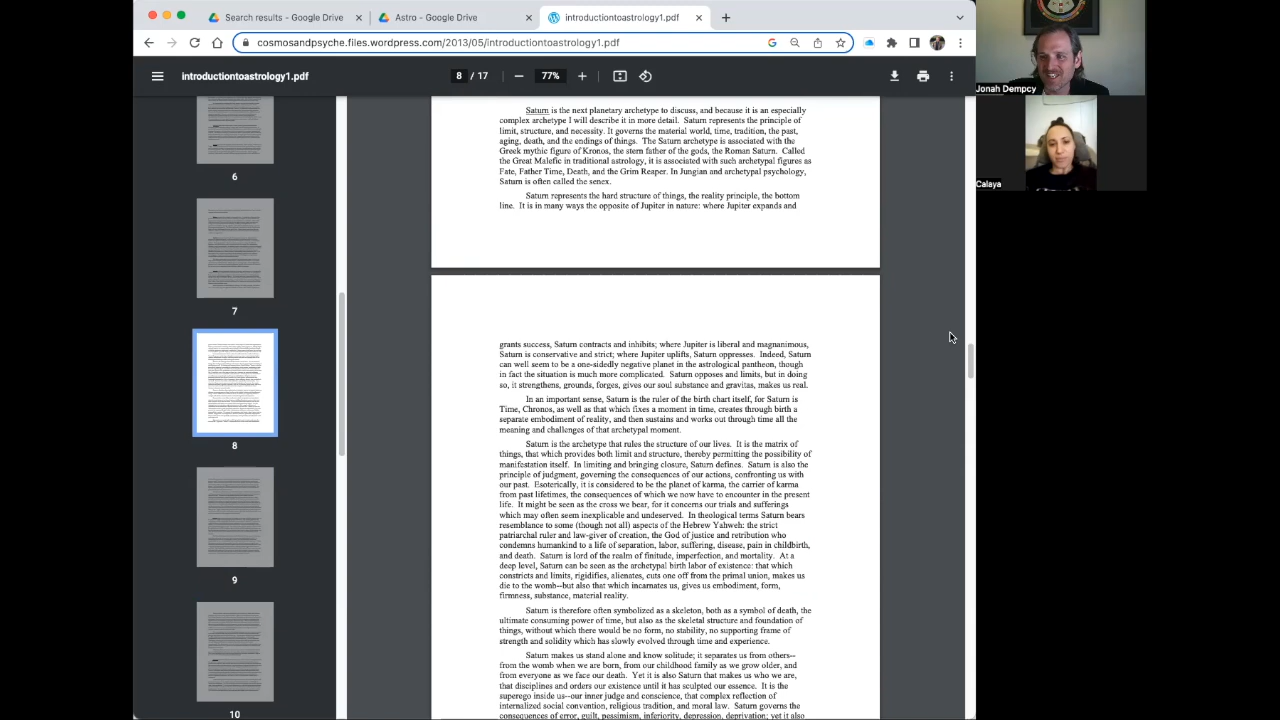 Search results - Google Drive
Astro - Google Drive
introductiontoastrology1.pdf
cosmosandpsyche.files.wordpress.com/2013/05/introductiontoastrology1.pdf
introductiontoastrology1.pdf
8 / 17
77%
6
7
8
9
10
Saturn is the next planetary archetype to discuss, and because it is an especially
complex archetype I will describe it in more detail. Saturn represents the principle of
limit, structure, and necessity. It governs the material world, time, tradition, the past,
aging, death, and the endings of things. The Saturn archetype is associated with the
Greek mythic figure of Kronos, the stern father of the gods, the Roman Saturn. Called
the Great Malefic in traditional astrology, it is associated with such archetypal figures as
Fate, Father Time, Death, and the Grim Reaper. In Jungian and archetypal psychology,
Saturn is often called the senex.
Saturn represents the hard structure of things, the reality principle, the bottom
line. It is in many ways the opposite of Jupiter in nature: where Jupiter expands and
grants success, Saturn contracts and inhibits; where Jupiter is liberal and magnanimous,
Saturn is conservative and strict; where Jupiter uplifts, Saturn oppresses. Indeed, Saturn
can well seem to be a one-sidedly negative planet in the astrological pantheon, though
in fact the situation is much more complicated. Saturn opposes and limits, but in doing
so, it strengthens, grounds, forges, gives our soul substance and gravitas, makes us real.
In an important sense, Saturn is the ruler of the birth chart itself, for Saturn is
Time, Chronos, as well as that which fixes a moment in time, creates through birth a
separate embodiment of reality, and then sustains and works out through time all the
meaning and challenges of that archetypal moment.
Saturn is the archetype that rules the structure of our lives. It is the matrix of
things, that which provides both limit and structure, thereby permitting the possibility of
manifestation itself. In limiting and bringing closure, Saturn defines. Saturn is also the
principle of judgment, governing the consequences of our actions, confronting us with
our past. Esoterically, it is considered to be the planet of karma, the carrier of karma
from past lifetimes, the consequences of which we now have to encounter in the present
life. It might be seen as the cross we bear, for it concerns our trials and sufferings
which may often seem inexplicable and undeserved. In theological terms Saturn bears
resemblance to some (though not all) aspects of the Hebrew Yahweh: the strict
patriarchal ruler and law-giver of creation, the God of justice and retribution who
condemns humankind to a life of separation, labor, suffering, disease, pain in childbirth,
and death. Saturn is lord of the realm of finitude, imperfection, and mortality. At a
deep level, Saturn can be seen as the archetypal birth labor of existence: that which
constricts and limits, rigidifies, alienates, cuts one off from the primal union, makes us
die to the womb--but also that which incarnates us, gives us embodiment, form,
firmness, substance, material reality.
Saturn is therefore often symbolized as a skeleton, both as a symbol of death, the
ultimate consuming power of time, but also as the skeletal structure and foundation of
things, without which there would be no form, no stability, no supporting frame of
strength and solidity which has slowly evolved through time and experience.
Saturn makes us stand alone and know solitude; it separates us from others--
from the womb when we are born, from our childhood family as we grow older, and
from everyone as we face our death. Yet it is also Saturn that makes us who we are,
that disciplines and orders our existence until it has sculpted our essence. It is the
superego inside us--our inner judge and conscience, that complex reflection of
internalized social convention, religious tradition, and moral law. Saturn governs the
consequences of error, guilt, pessimism, inferiority, depression, deprivation; yet it also
Jonah Dempcy
Calaya